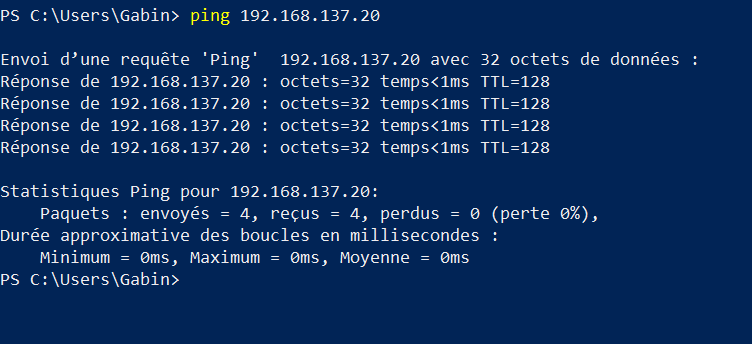 PS C:\Users\Gabin> ping 192.168.137.20
Envoi d’une requête 'Ping'  192.168.137.20 avec 32 octets de données :
Réponse de 192.168.137.20 : octets=32 temps<1ms TTL=128
Réponse de 192.168.137.20 : octets=32 temps<1ms TTL=128
Réponse de 192.168.137.20 : octets=32 temps<1ms TTL=128
Réponse de 192.168.137.20 : octets=32 temps<1ms TTL=128
Statistiques Ping pour 192.168.137.20:
    Paquets : envoyés = 4, reçus = 4, perdus = 0 (perte 0%),
Durée approximative des boucles en millisecondes :
    Minimum = 0ms, Maximum = 0ms, Moyenne = 0ms
PS C:\Users\Gabin>